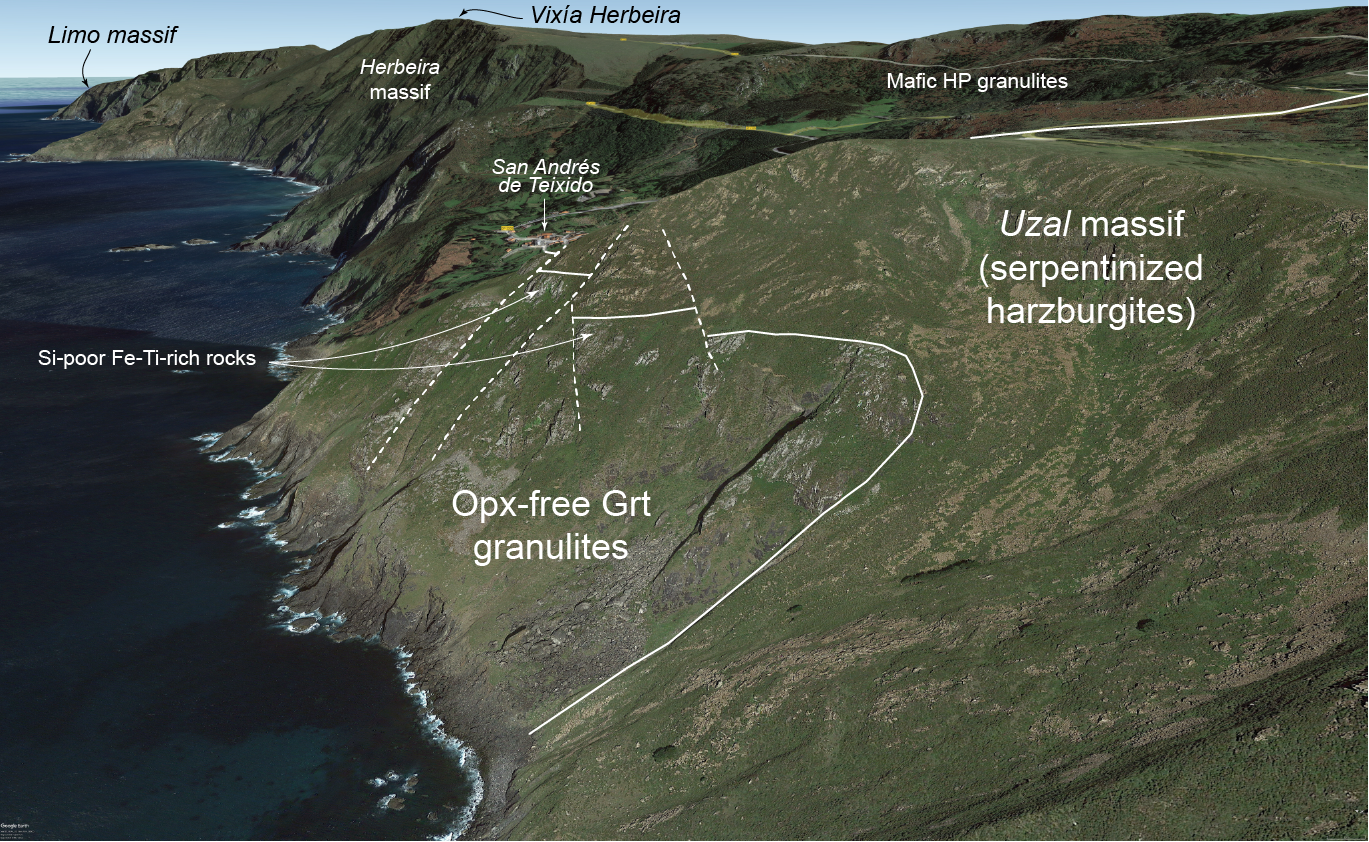 Vixía Herbeira
Limo massif
Herbeira
massif
Mafic HP granulites
San Andrés
de Teixido
Uzal massif
(serpentinized
harzburgites)
Si-poor Fe-Ti-rich rocks
Opx-free Grt
granulites
Google Earth